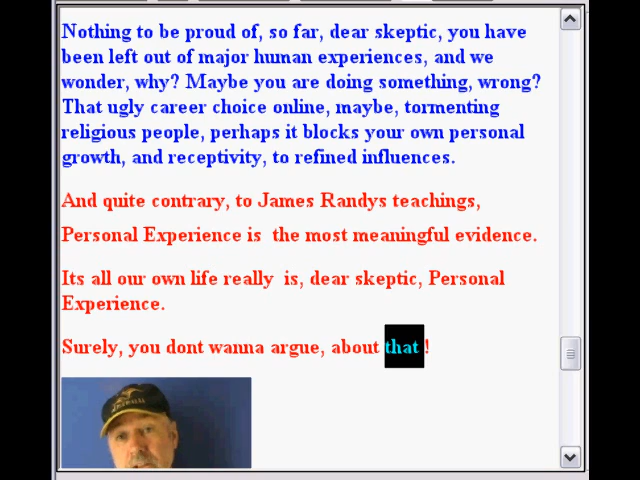 Nothing to be proud of, so far, dear skeptic, you have
been left out of major human experiences, and we
wonder, why? Maybe you are doing something, wrong?
That ugly career choice online, maybe, tormenting
religious people, perhaps it blocks your own personal
growth, and receptivity, to refined influences.
And quite contrary, to James Randys teachings,
Personal Experience is  the most meaningful evidence.
Its all our own life really  is, dear skeptic, Personal
Experience.
Surely, you dont wanna argue, about that !